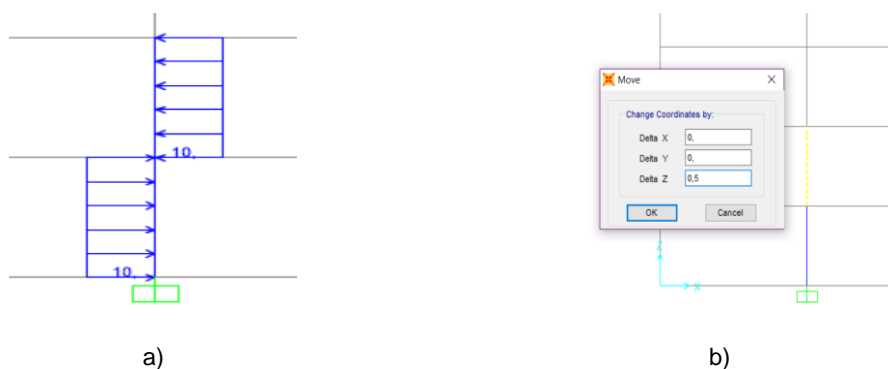 10,
10,
Move
Change Coordinates by:
Delta X 0,
Delta Y 0,
Delta Z 0,5
OK Cancel
Z
X
a) b)